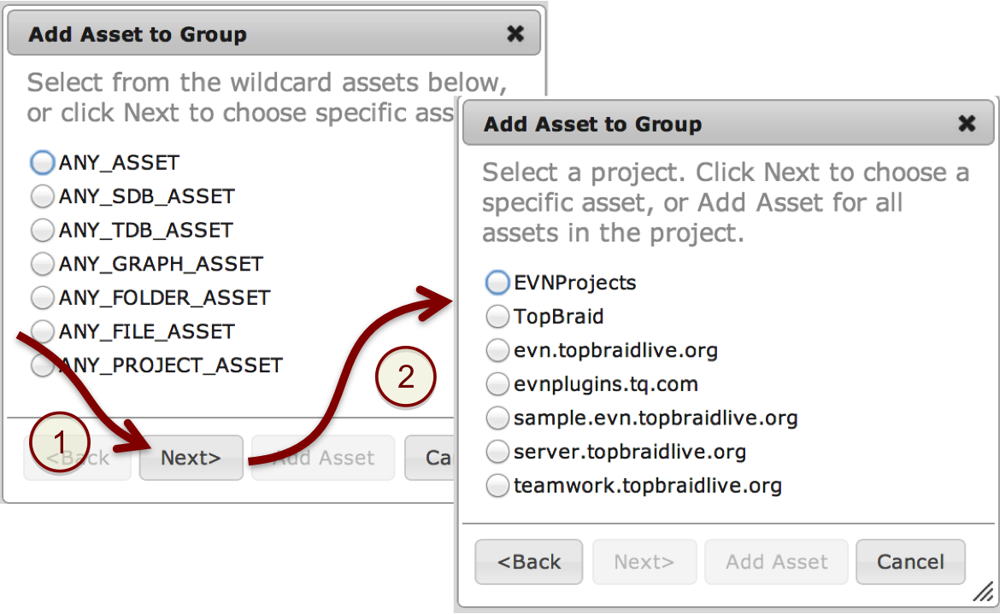 Add Asset to Group
Select from the wildcard assets below,
or click Next to choose specific ass
ANY_ASSET
ANY_SDB_ASSET
ANY_TDB_ASSET
ANY_GRAPH_ASSET
ANY_FOLDER_ASSET
ANY_FILE_ASSET
ANY_PROJECT_ASSET
1
<Back
Next>
Add Asset
Ca
2
Add Asset to Group
Select a project. Click Next to choose a
specific asset, or Add Asset for all
assets in the project.
EVNProjects
TopBraid
evn.topbraidlive.org
evnplugins.tq.com
sample.evn.topbraidlive.org
server.topbraidlive.org
teamwork.topbraidlive.org
<Back
Next>
Add Asset
Cancel